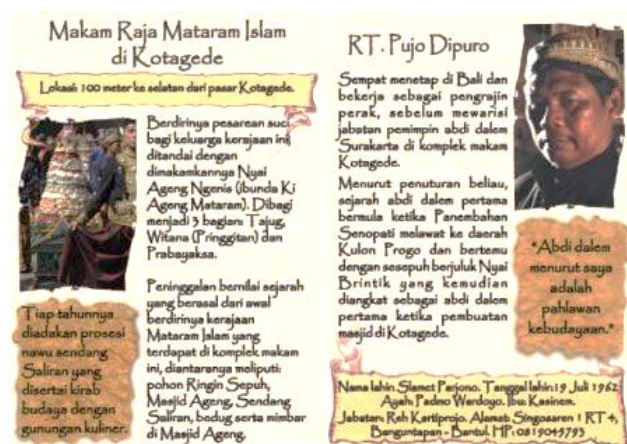 Makam Raja Mataram Islam
di Kotagede
Lokasi: 100 meter ke selatan dari pasar Kotagede.
Berdirinya pesarean suci
bagi keluarga kerajaan ini,
ditandai dengan
dimakamkannya Nyai
Ageng Ngenis (ibunda Ki
Ageng Mataram). Dibagi
menjadi 3 bagian: Tajug,
Witana (Pringgitan) dan
Prabayaksa.
Peninggalan bernilai sejarah
yang berasal dari awal
berdirinya kerajaan
Mataram Islam yang
terdapat di komplek makam
ini, diantaranya meliputi:
pohon Ringin Sepuh,
Masjid Ageng, Sendang
Saliran, bedug serta mimbar
di Masjid Ageng.
Tiap tahunnya
diadakan prosesi
nawu sendang
Saliran yang
disertai kirab
budaya dengan
gunungan kuliner.
RT. Pujo Dipuro
Sempat menetap di Bali dan
bekerja sebagai pengrajin
perak, sebelum mewarisi
jabatan pemimpin abdi dalem
Surakarta di komplek makam
Kotagede.
Menurut penuturan beliau,
sejarah abdi dalem pertama
bermula ketika Panembahan
Senopati melawat ke daerah
Kulon Progo dan bertemu
dengan sesepuh berjuluk Nyai
Brintik yang kemudian
diangkat sebagai abdi dalem
pertama ketika pembuatan
masjid di Kotagede.
"Abdi dalem
menurut saya
adalah
pahlawan
kebudayaan."
Nama lahir: Slamet Parjono. Tanggal lahir: 19 Juli 1962
Ayah: Padmo Wardoyo. Ibu: Kasinem.
Jabatan: Reh Kartiprojo. Alamat: Singosaren 1 RT 4,
Banguntapan - Bantul. HP: 0819045793